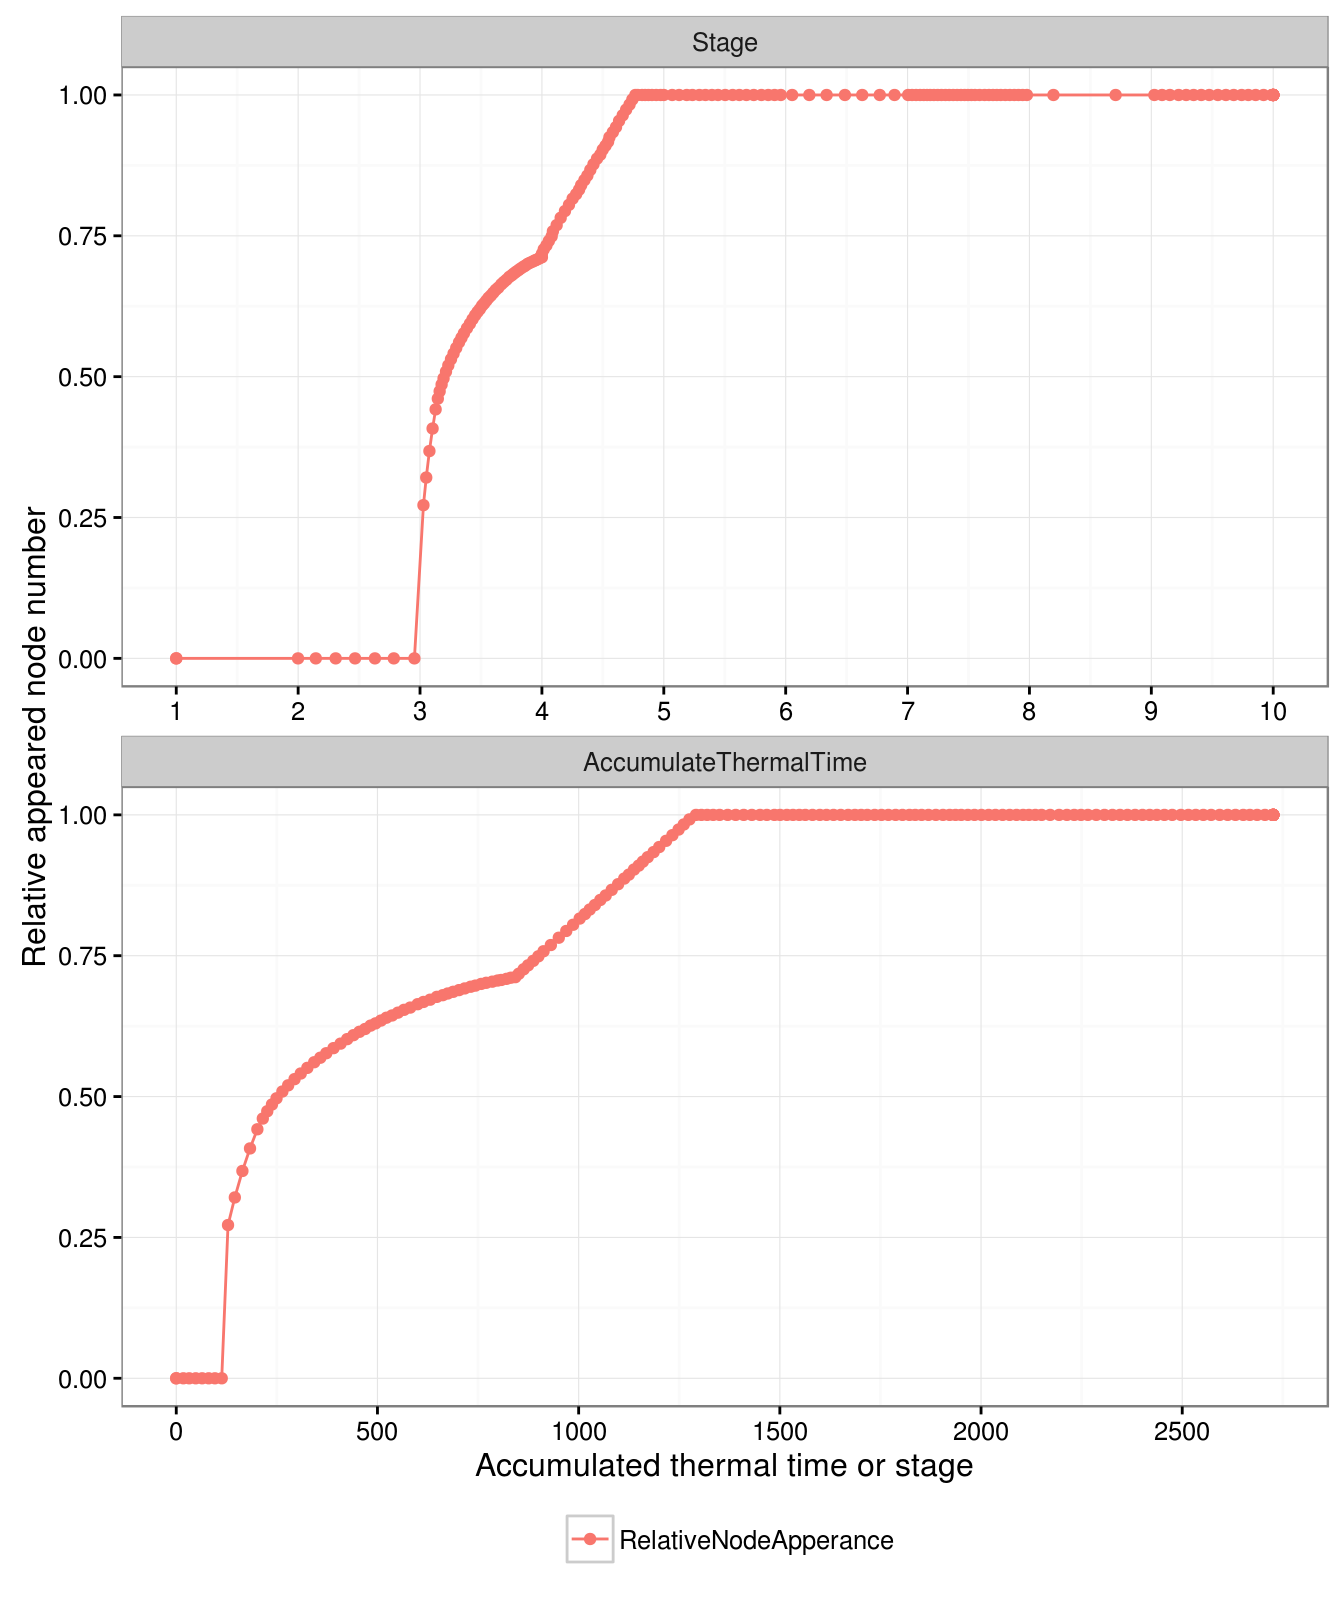 Stage
1.00
0.75
0.50
0.25
0.00
1 2 3 4 5 6 7 8 9 10
Relative appeared node number
AccumulateThermalTime
1.00
0.75
0.50
0.25
0.00
0 500 1000 1500 2000 2500
Accumulated thermal time or stage
RelativeNodeApperance